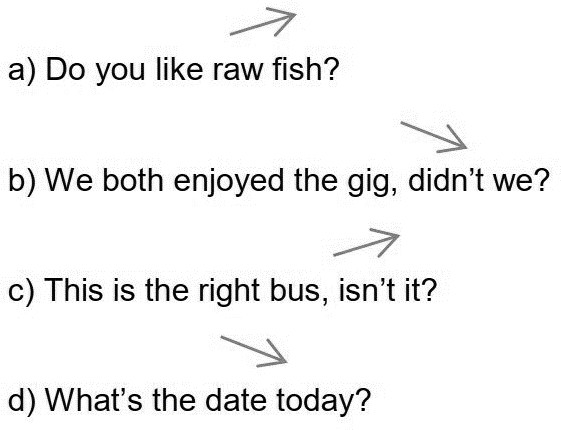 a) Do you like raw fish?
b) We both enjoyed the gig, didn’t we?
c) This is the right bus, isn’t it?
d) What’s the date today?